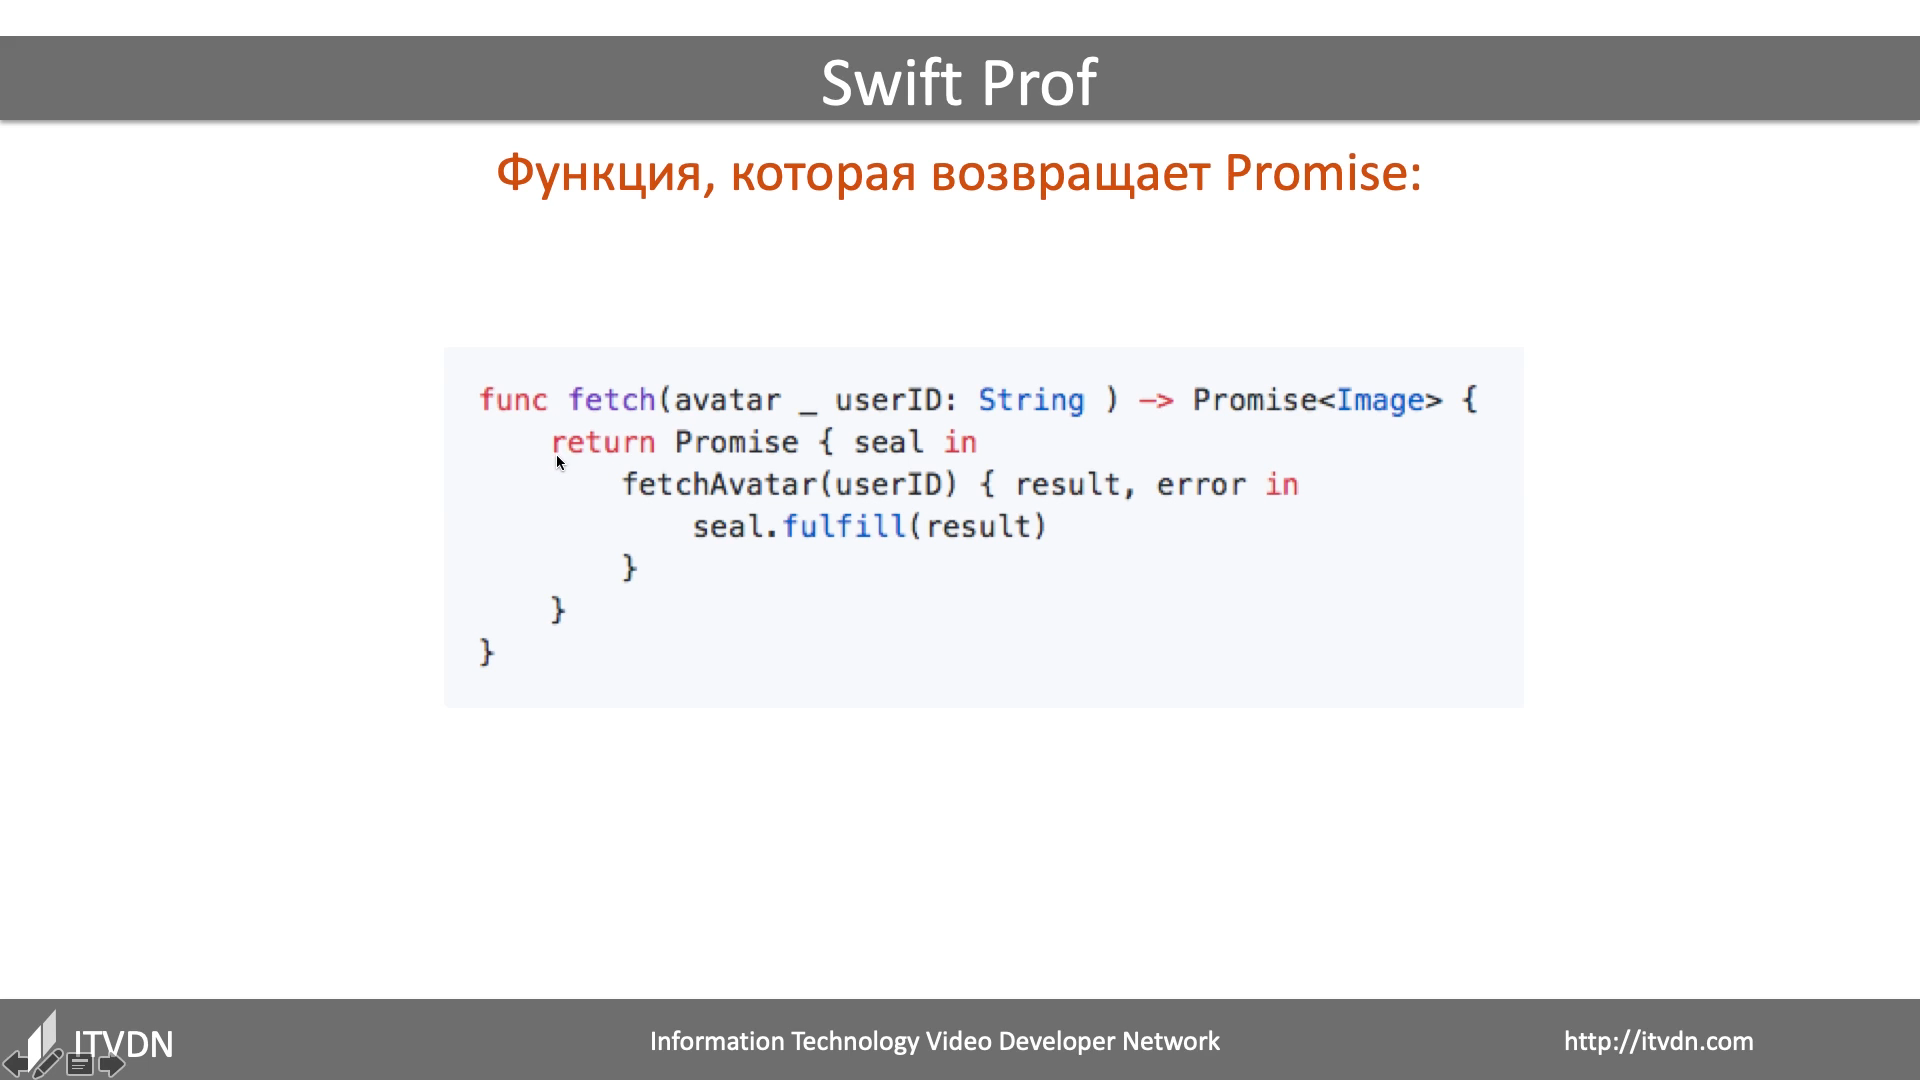 Swift Prof
Функция, которая возвращает Promise:
func fetch(avatar _ userID: String ) -> Promise<Image> {
    return Promise { seal in
        fetchAvatar(userID) { result, error in
            seal.fulfill(result)
        }
    }
}
ITVDN
Information Technology Video Developer Network
http://itvdn.com